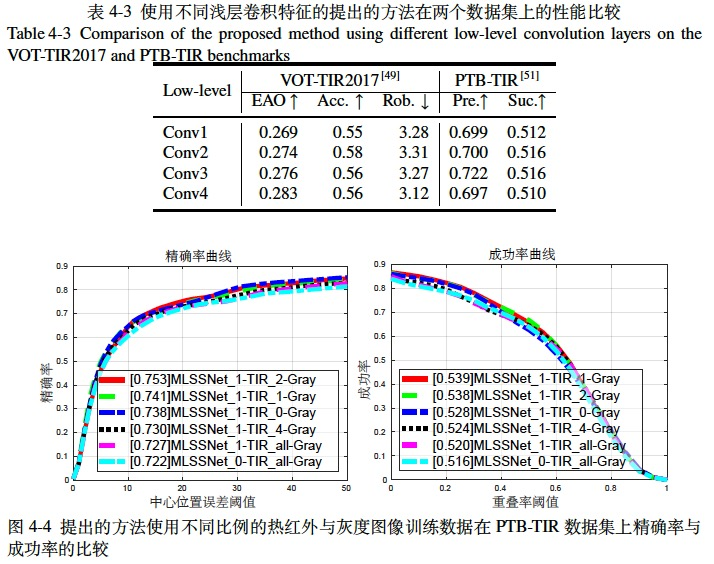 表 4-3 使用不同浅层卷积特征的提出的方法在两个数据集上的性能比较
Table 4-3 Comparison of the proposed method using different low-level convolution layers on the
VOT-TIR2017 and PTB-TIR benchmarks
Low-level VOT-TIR2017[49] PTB-TIR[51]
EAO↑ Acc.↑ Rob.↓ Pre.↑ Suc.↑
Conv1 0.269 0.55 3.28 0.699 0.512
Conv2 0.274 0.58 3.31 0.700 0.516
Conv3 0.276 0.56 3.27 0.722 0.516
Conv4 0.283 0.56 3.12 0.697 0.510
精确率曲线
0.9
0.8
0.7
0.6
0.5
0.4
0.3
0.2
0.1
0
精确率
[0.753]MLSSNet_1-TIR_2-Gray
[0.741]MLSSNet_1-TIR_1-Gray
[0.738]MLSSNet_1-TIR_0-Gray
[0.730]MLSSNet_1-TIR_4-Gray
[0.727]MLSSNet_1-TIR_all-Gray
[0.722]MLSSNet_0-TIR_all-Gray
0 10 20 30 40 50
中心位置误差阈值
成功率曲线
0.9
0.8
0.7
0.6
0.5
0.4
0.3
0.2
0.1
0
成功率
[0.539]MLSSNet_1-TIR_1-Gray
[0.538]MLSSNet_1-TIR_2-Gray
[0.528]MLSSNet_1-TIR_0-Gray
[0.524]MLSSNet_1-TIR_4-Gray
[0.520]MLSSNet_1-TIR_all-Gray
[0.516]MLSSNet_0-TIR_all-Gray
0 0.2 0.4 0.6 0.8 1
重叠率阈值
图 4-4 提出的方法使用不同比例的热红外与灰度图像训练数据在 PTB-TIR 数据集上精确率与
成功率的比较